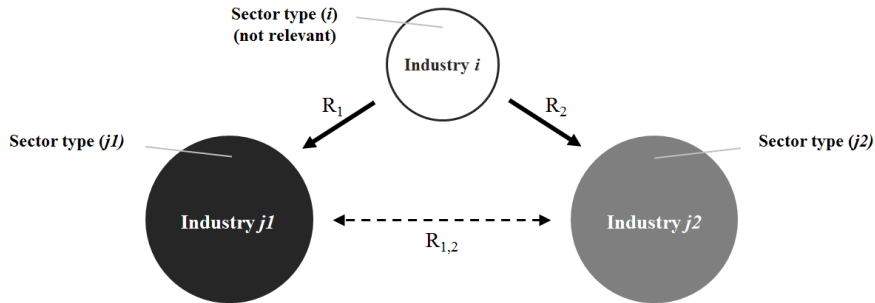 Sector type (i)
(not relevant)
Industry i
R1
R2
Sector type (j1)
Sector type (j2)
Industry j1
Industry j2
R1,2